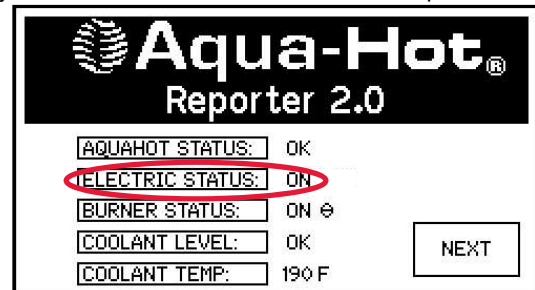 Aqua-Hot®
Reporter 2.0
AQUAHOT STATUS: OK
ELECTRIC STATUS: ON
BURNER STATUS: ON ⊖
COOLANT LEVEL: OK
NEXT
COOLANT TEMP: 190 F